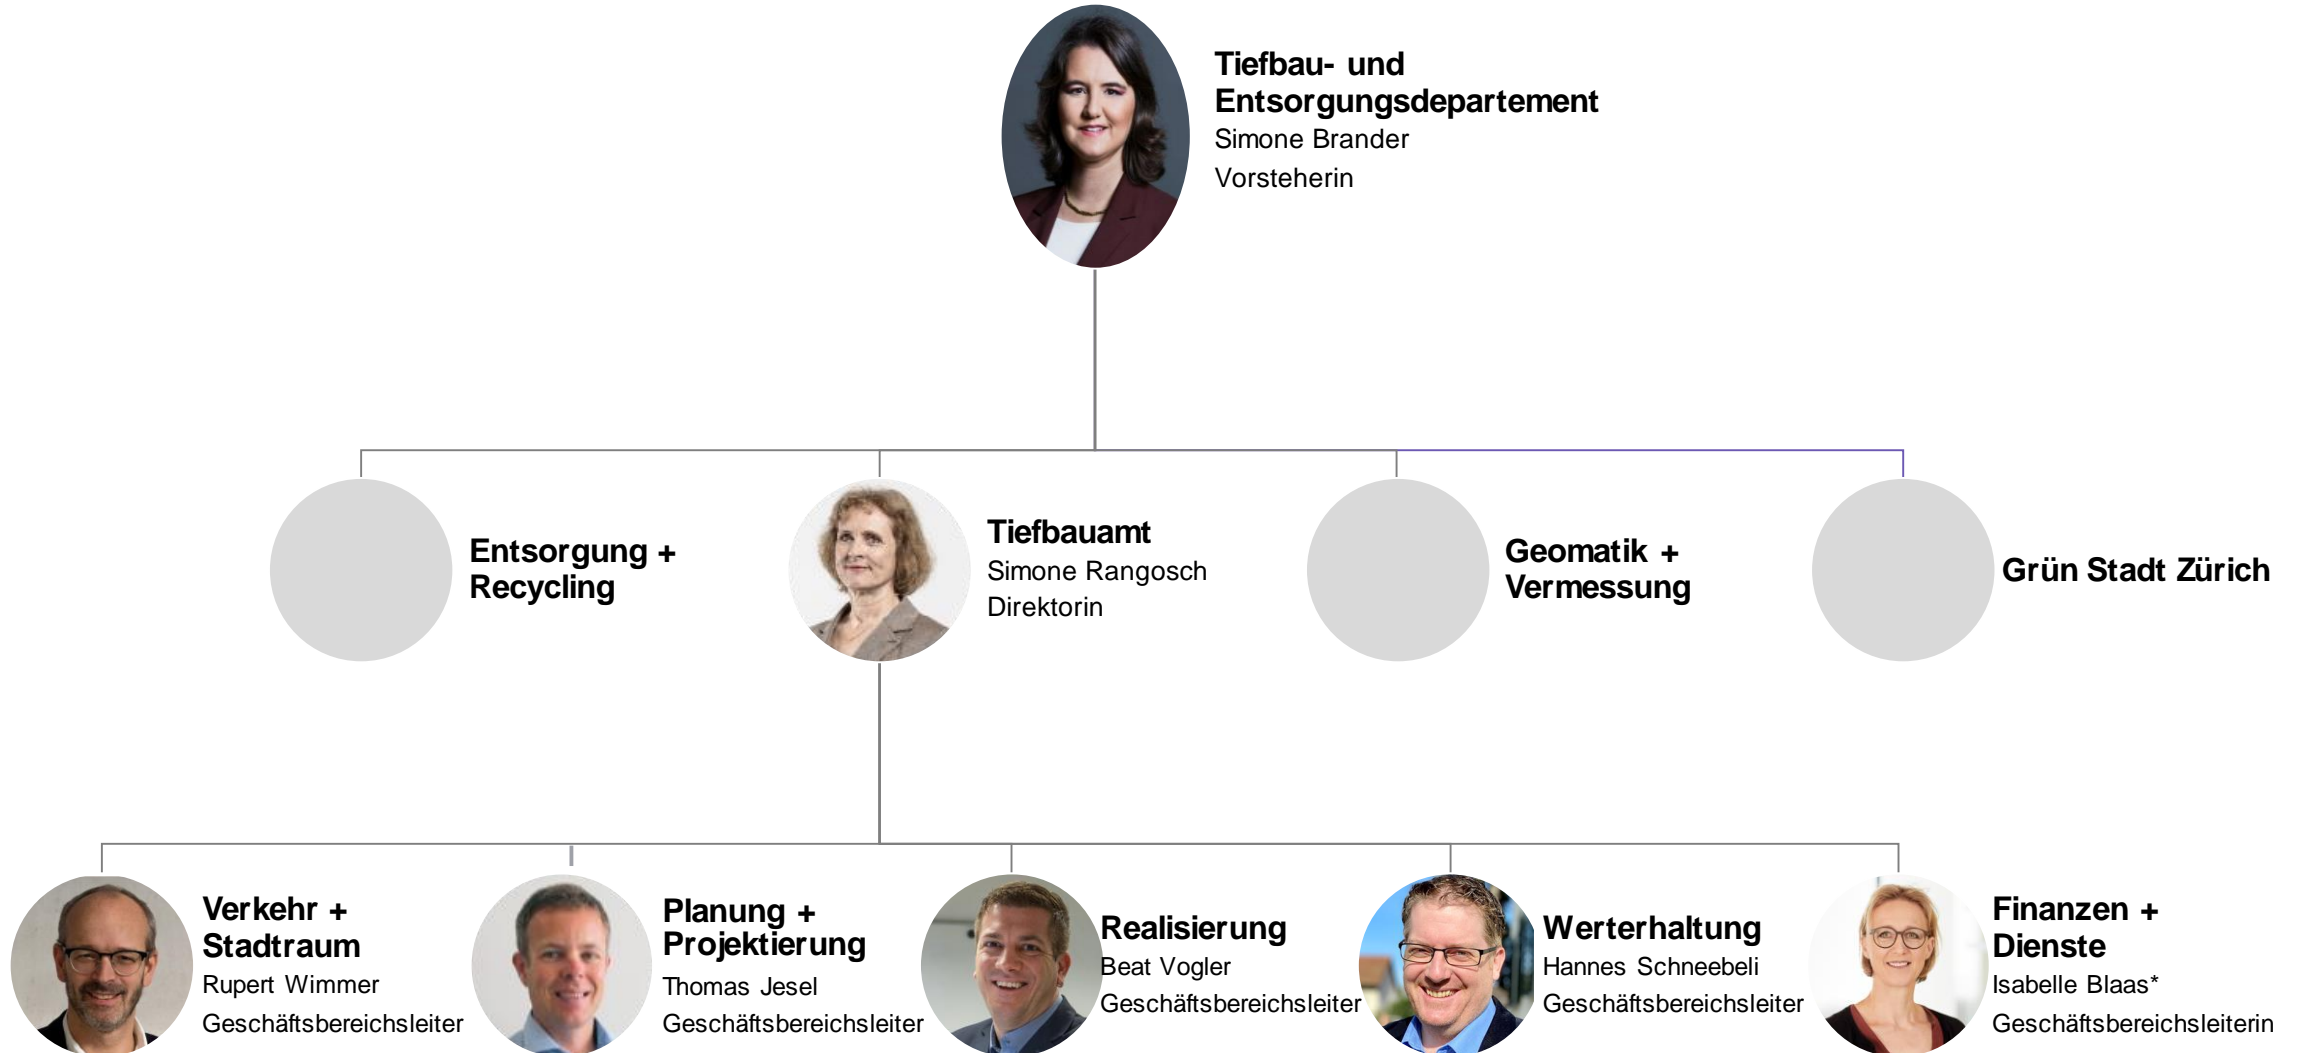 Tiefbau- und
Entsorgungsdepartement
Simone Brander
Vorsteherin
Entsorgung +
Recycling
Tiefbauamt
Simone Rangosch
Direktorin
Geomatik +
Vermessung
Grün Stadt Zürich
Verkehr +
Stadtraum
Rupert Wimmer
Geschäftsbereichsleiter
Planung +
Projektierung
Thomas Jesel
Geschäftsbereichsleiter
Realisierung
Beat Vogler
Geschäftsbereichsleiter
Werterhaltung
Hannes Schneebeli
Geschäftsbereichsleiter
Finanzen +
Dienste
Isabelle Blaas*
Geschäftsbereichsleiterin